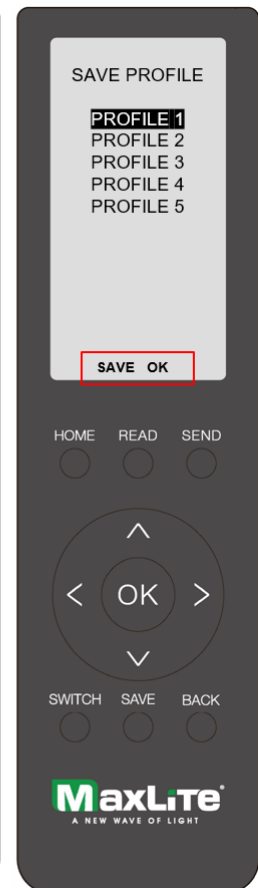 SAVE PROFILE
PROFILE 1
PROFILE 2
PROFILE 3
PROFILE 4
PROFILE 5
SAVE OK
HOME READ SEND
OK
SWITCH SAVE BACK
MaxLiTe
A NEW WAVE OF LIGHT